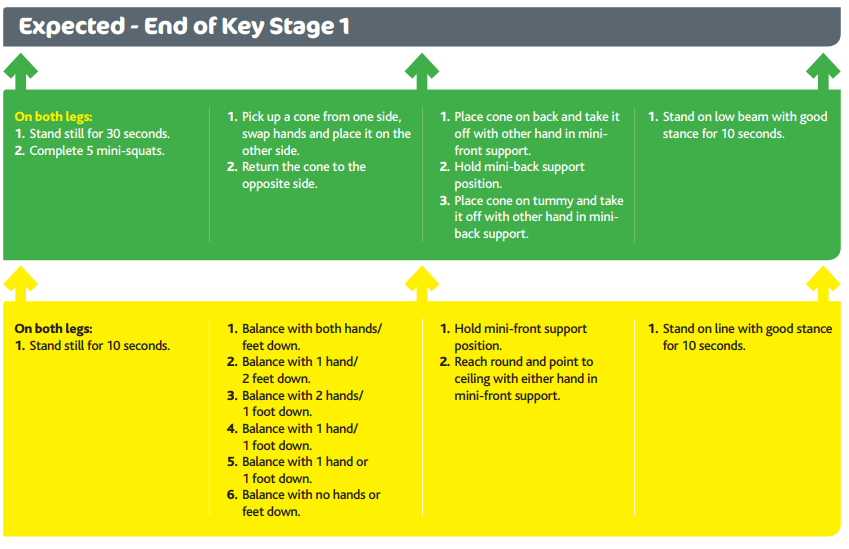 Expected - End of Key Stage 1
On both legs:
1. Stand still for 30 seconds.
2. Complete 5 mini-squats.
1. Pick up a cone from one side,
swap hands and place it on the
other side.
2. Return the cone to the
opposite side.
1. Place cone on back and take it
off with other hand in mini-
front support.
2. Hold mini-back support
position.
3. Place cone on tummy and take
it off with other hand in mini-
back support.
1. Stand on low beam with good
stance for 10 seconds.
On both legs:
1. Stand still for 10 seconds.
1. Balance with both hands/
feet down.
2. Balance with 1 hand/
2 feet down.
3. Balance with 2 hands/
1 foot down.
4. Balance with 1 hand/
1 foot down.
5. Balance with 1 hand or
1 foot down.
6. Balance with no hands or
feet down.
1. Hold mini-front support
position.
2. Reach round and point to
ceiling with either hand in
mini-front support.
1. Stand on line with good stance
for 10 seconds.